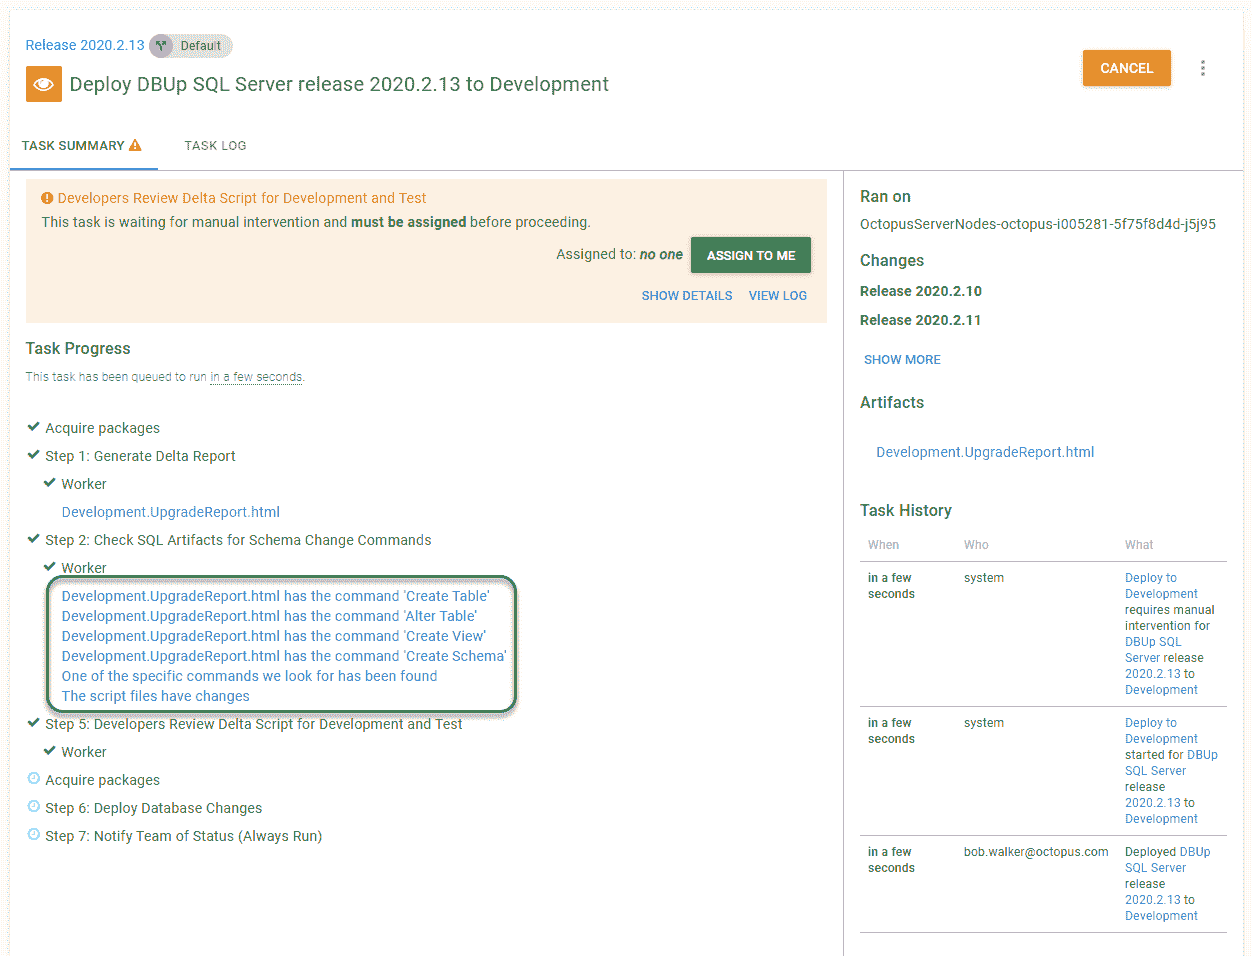 Release 2020.2.13 Default
Deploy DBUp SQL Server release 2020.2.13 to Development
CANCEL
TASK SUMMARY
TASK LOG
Developers Review Delta Script for Development and Test
This task is waiting for manual intervention and must be assigned before proceeding.
Assigned to: no one ASSIGN TO ME
SHOW DETAILS VIEW LOG
Task Progress
This task has been queued to run in a few seconds.
Acquire packages
Step 1: Generate Delta Report
Worker
Development.UpgradeReport.html
Step 2: Check SQL Artifacts for Schema Change Commands
Worker
Development.UpgradeReport.html has the command 'Create Table'
Development.UpgradeReport.html has the command 'Alter Table'
Development.UpgradeReport.html has the command 'Create View'
Development.UpgradeReport.html has the command 'Create Schema'
One of the specific commands we look for has been found
The script files have changes
Step 5: Developers Review Delta Script for Development and Test
Worker
Acquire packages
Step 6: Deploy Database Changes
Step 7: Notify Team of Status (Always Run)
Ran on
OctopusServerNodes-octopus-i005281-5f75f8d4d-j5j95
Changes
Release 2020.2.10
Release 2020.2.11
SHOW MORE
Artifacts
Development.UpgradeReport.html
Task History
When Who What
in a few seconds system Deploy to
Development
requires manual
intervention for
DBUp SQL
Server release
2020.2.13 to
Development
in a few seconds system Deploy to
Development
started for DBUp
SQL Server
release
2020.2.13 to
Development
in a few seconds bob.walker@octopus.com Deployed DBUp
SQL Server
release
2020.2.13 to
Development